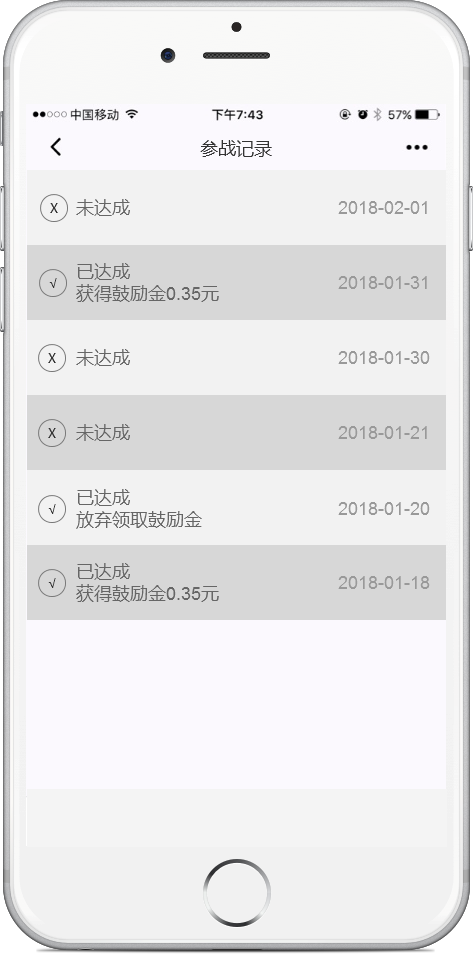 中国移动 下午7:43 57%
参战记录
X 未达成 2018-02-01
√ 已达成
获得鼓励金0.35元 2018-01-31
X 未达成 2018-01-30
X 未达成 2018-01-21
√ 已达成
放弃领取鼓励金 2018-01-20
√ 已达成
获得鼓励金0.35元 2018-01-18